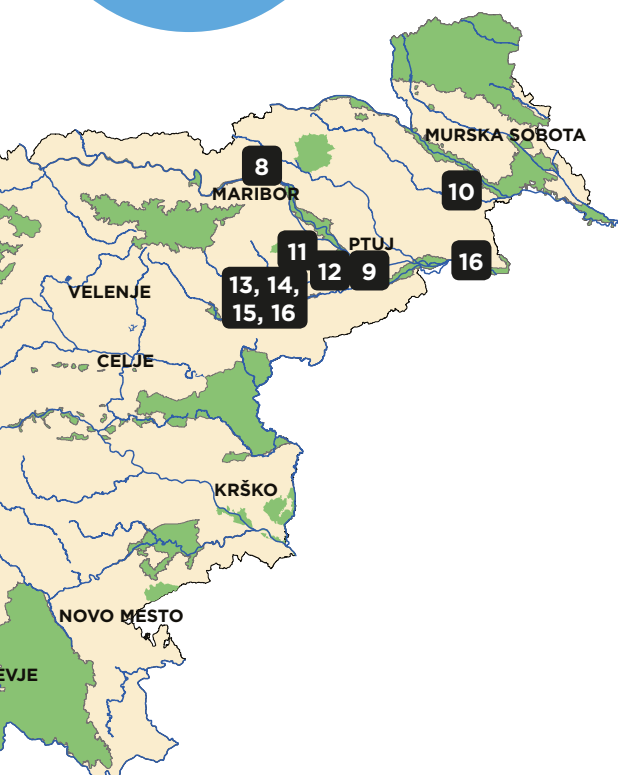 MURSKA SOBOTA
8
MARIBOR
10
PTUJ
11
12
9
16
13, 14,
15, 16
VELENJE
CELJE
KRŠKO
NOVO MESTO
EVJE